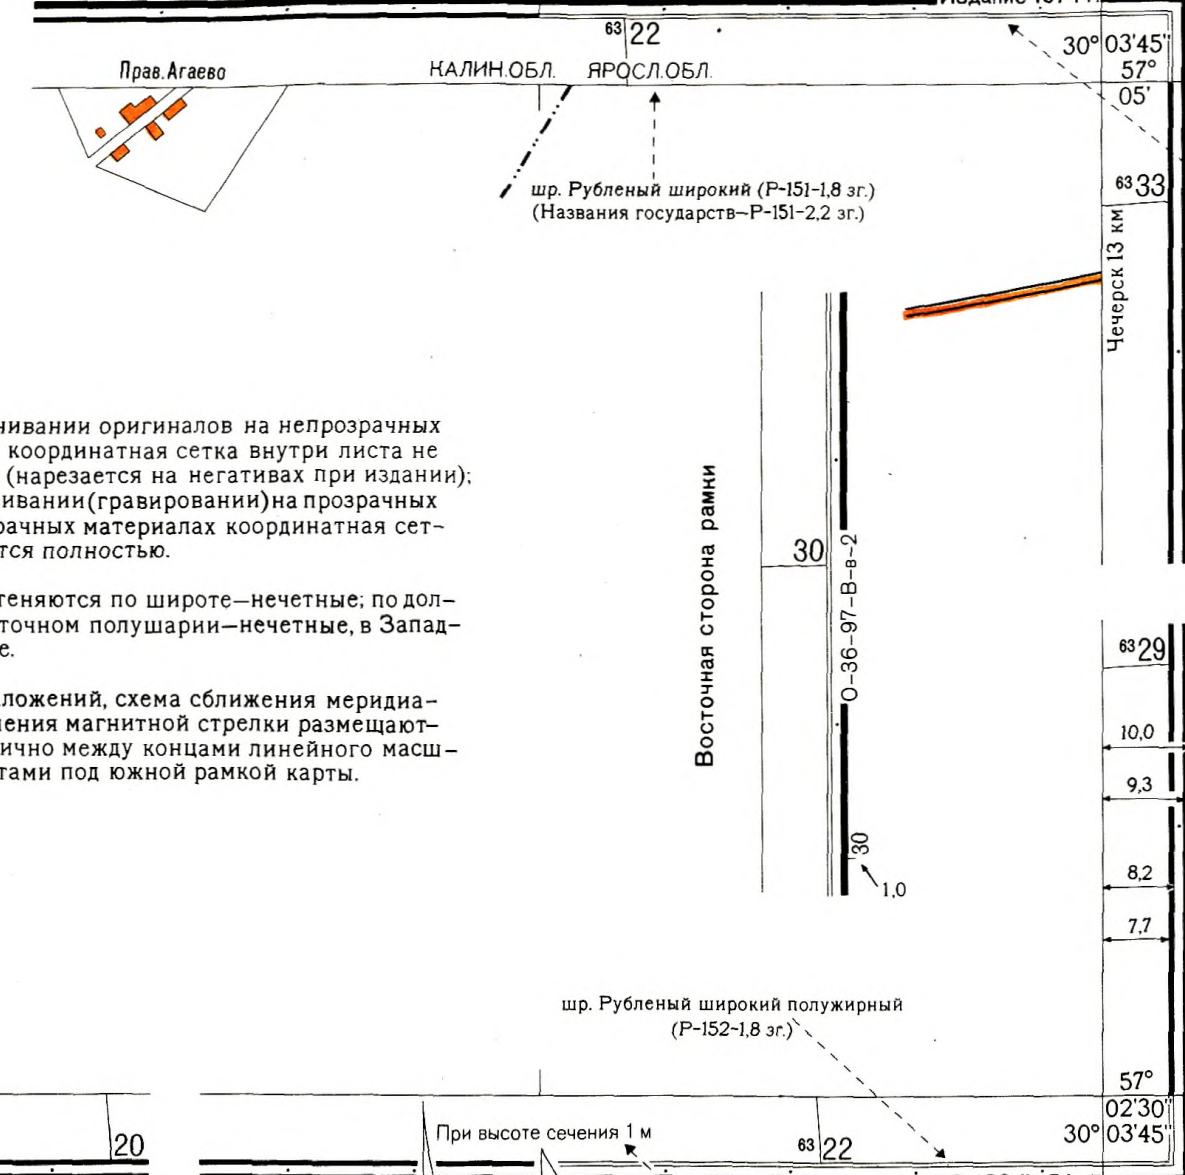 63 22
30° 03'45"
57°
05'
Прав.Агаево
КАЛИН.ОБЛ. ЯРОСЛ.ОБЛ.
63 33
шр. Рубленый широкий (Р-151-1,8 зг.)
(Названия государств–Р-151-2,2 зг.)
Чечерск 13 км
нивании оригиналов на непрозрачных
координатная сетка внутри листа не
(нарезается на негативах при издании);
ивании(гравировании)на прозрачных
рачных материалах координатная сет–
тся полностью.
теняются по широте–нечетные; по дол–
точном полушарии–нечетные, в Запад–
е.
ложений, схема сближения меридиа–
ения магнитной стрелки размещают–
ично между концами линейного масш–
тами под южной рамкой карты.
Восточная сторона рамки
30
О–36–97–В–в–2
30
1,0
63 29
10,0
9,3
8,2
7,7
шр. Рубленый широкий полужирный
(Р-152-1,8 зг.)
57°
02'30"
30° 03'45"
20
При высоте сечения 1 м
63 22